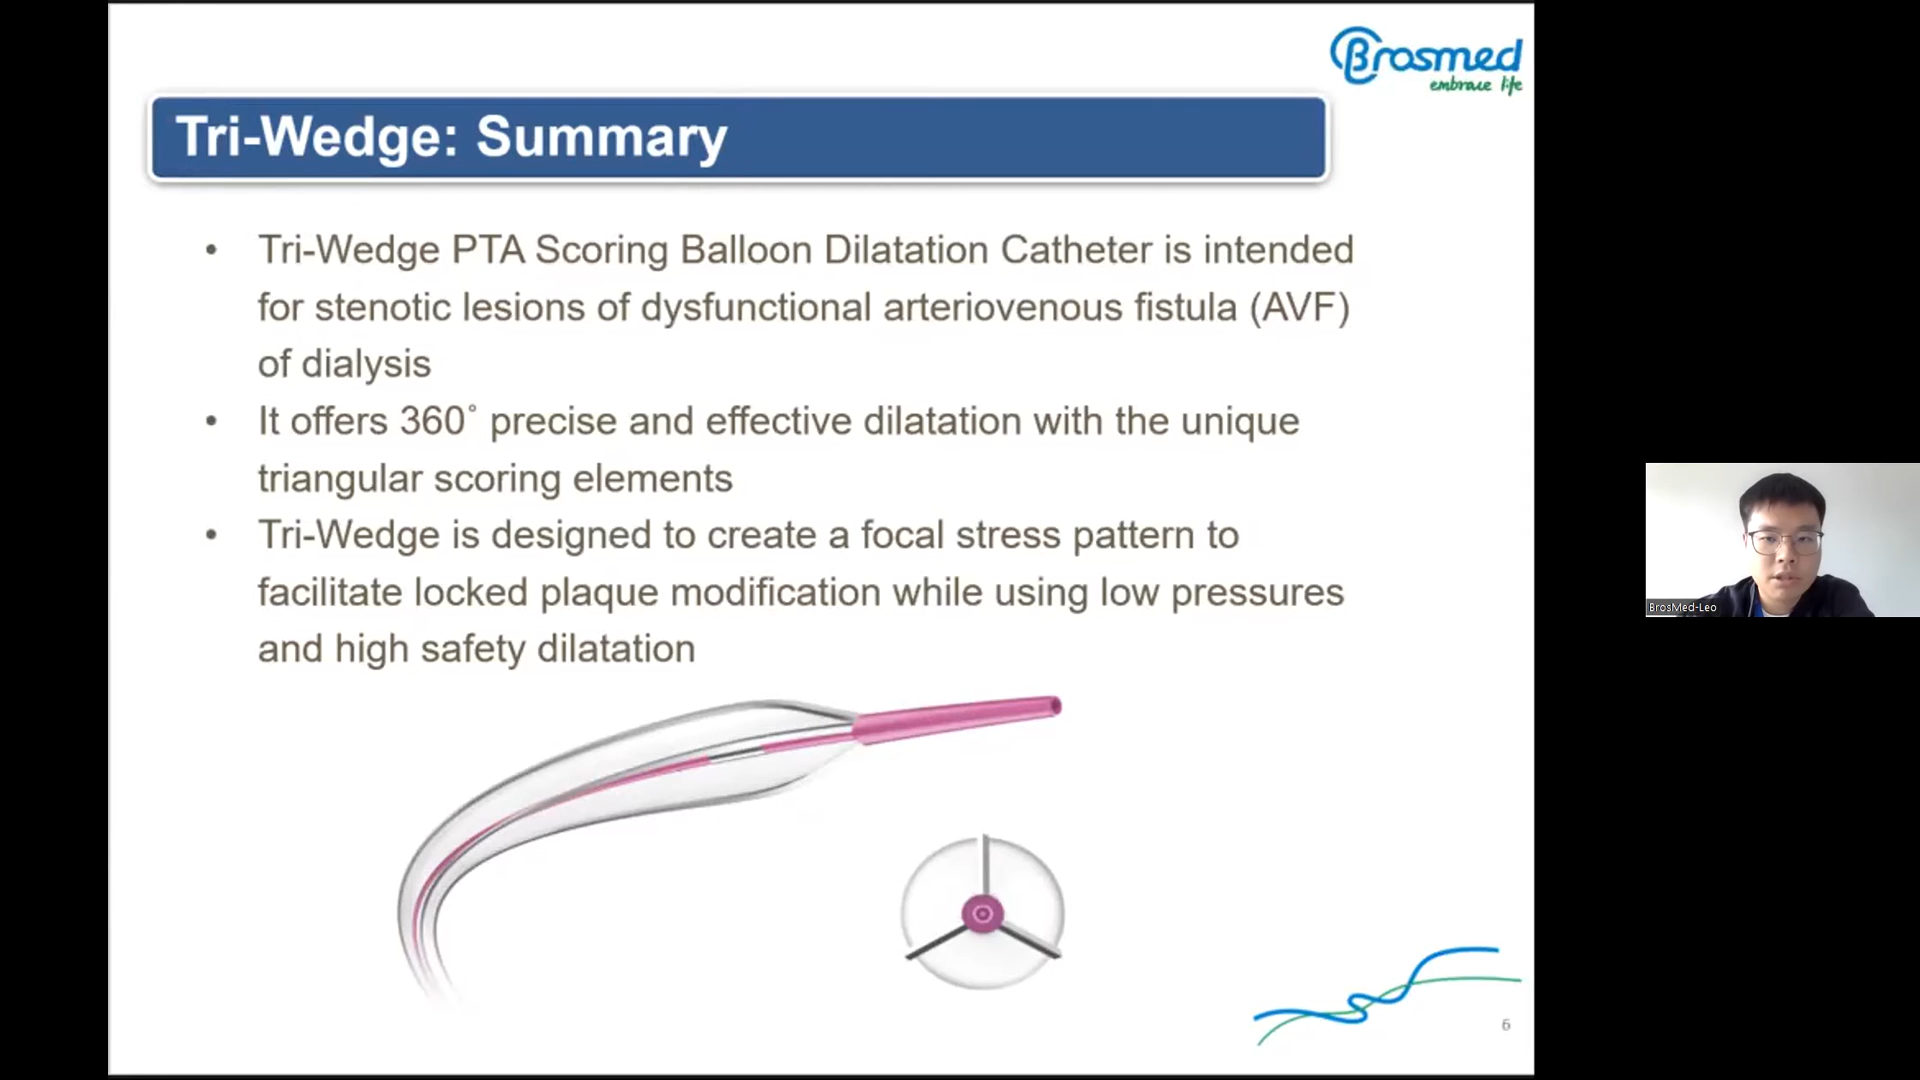 Brosmed
embrace life
Tri-Wedge: Summary
• Tri-Wedge PTA Scoring Balloon Dilatation Catheter is intended
for stenotic lesions of dysfunctional arteriovenous fistula (AVF)
of dialysis
• It offers 360° precise and effective dilatation with the unique
triangular scoring elements
• Tri-Wedge is designed to create a focal stress pattern to
facilitate locked plaque modification while using low pressures
and high safety dilatation
BrosMed-Leo
6